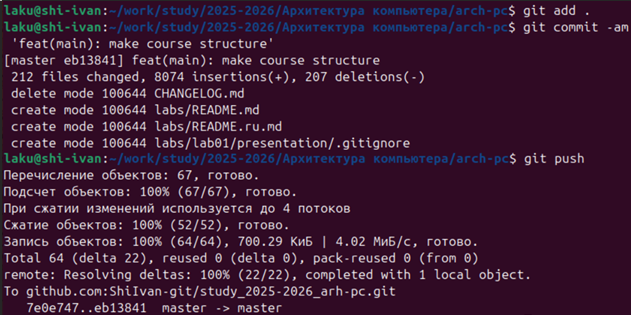 laku@shi-ivan:~/work/study/2025-2026/Архитектура компьютера/arch-pc$ git add .
laku@shi-ivan:~/work/study/2025-2026/Архитектура компьютера/arch-pc$ git commit -am
 'feat(main): make course structure'
[master eb13841] feat(main): make course structure
 212 files changed, 8074 insertions(+), 207 deletions(-)
 delete mode 100644 CHANGELOG.md
 create mode 100644 labs/README.md
 create mode 100644 labs/README.ru.md
 create mode 100644 labs/lab01/presentation/.gitignore
laku@shi-ivan:~/work/study/2025-2026/Архитектура компьютера/arch-pc$ git push
Перечисление объектов: 67, готово.
Подсчет объектов: 100% (67/67), готово.
При сжатии изменений используется до 4 потоков
Сжатие объектов: 100% (52/52), готово.
Запись объектов: 100% (64/64), 700.29 КиБ | 4.02 МиБ/с, готово.
Total 64 (delta 22), reused 0 (delta 0), pack-reused 0 (from 0)
remote: Resolving deltas: 100% (22/22), completed with 1 local object.
To github.com:ShiIvan-git/study_2025-2026_arh-pc.git
   7e0e747..eb13841  master -> master